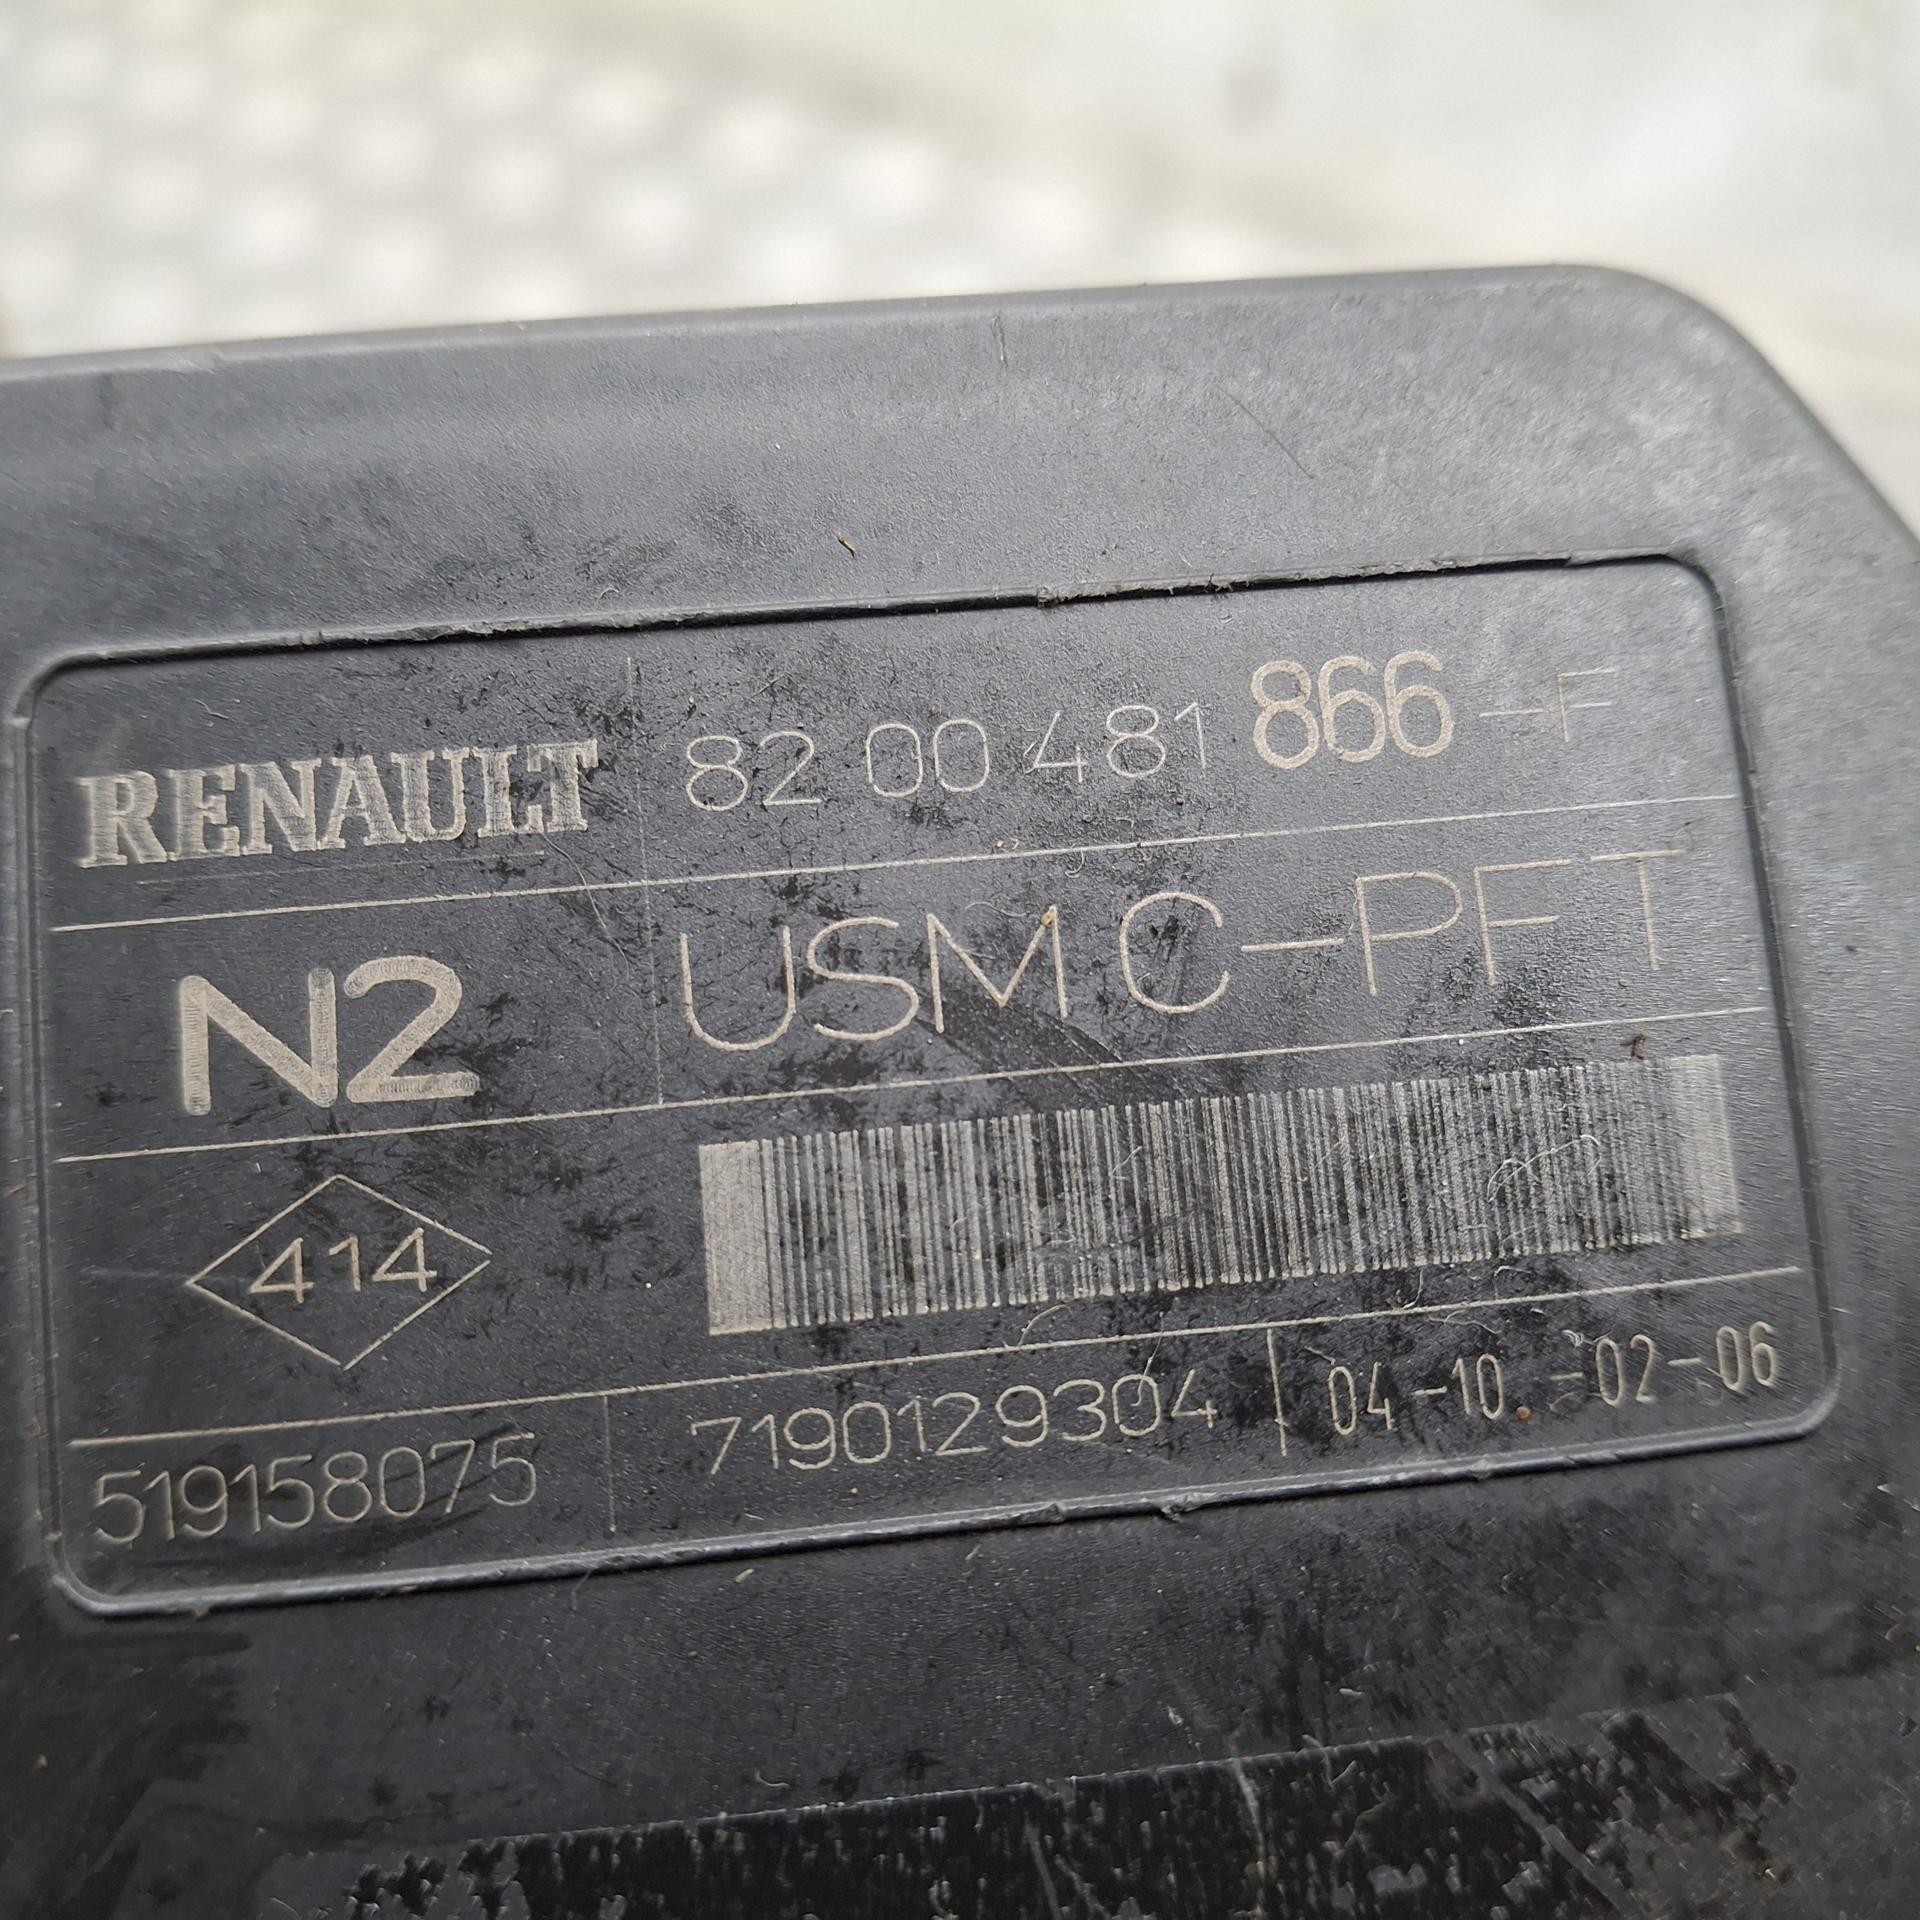 RENAULT 82 00 481 866 -F
N2 USM C-PFT
414
519158075 7190129304 04-10 -02-06